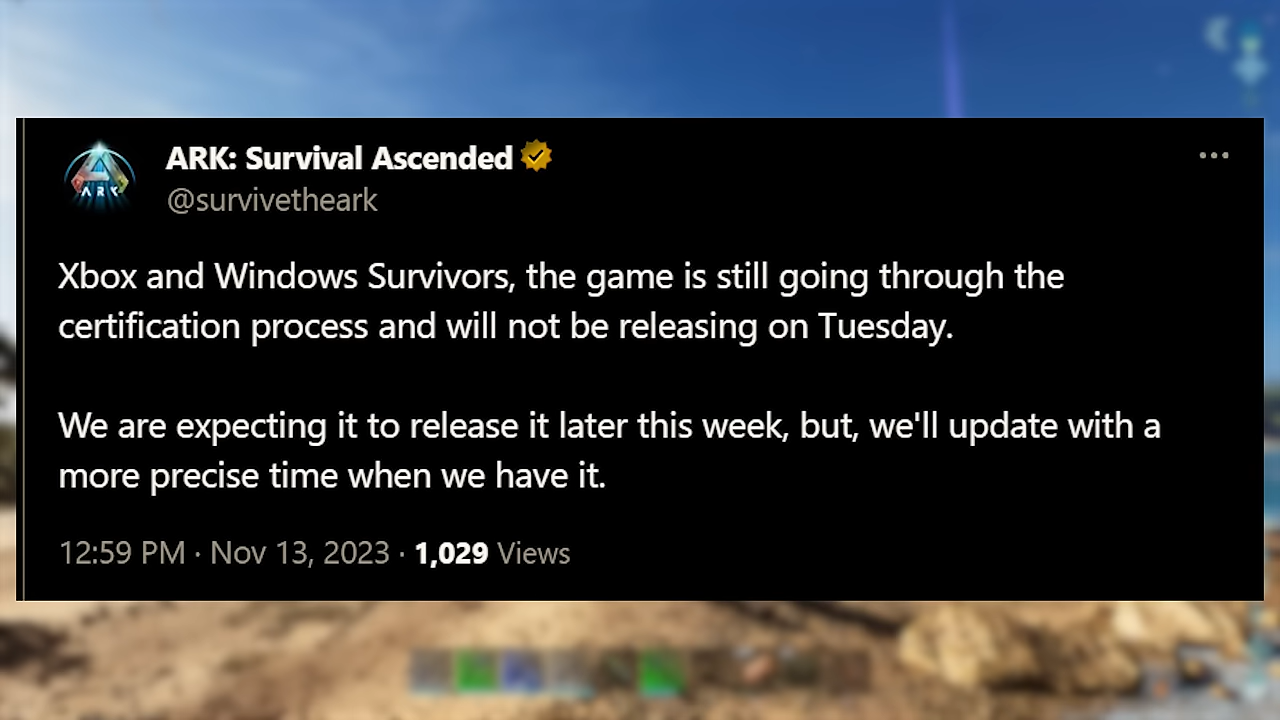 ARK: Survival Ascended
@survivetheark
Xbox and Windows Survivors, the game is still going through the
certification process and will not be releasing on Tuesday.
We are expecting it to release it later this week, but, we'll update with a
more precise time when we have it.
12:59 PM · Nov 13, 2023 · 1,029 Views
ARK